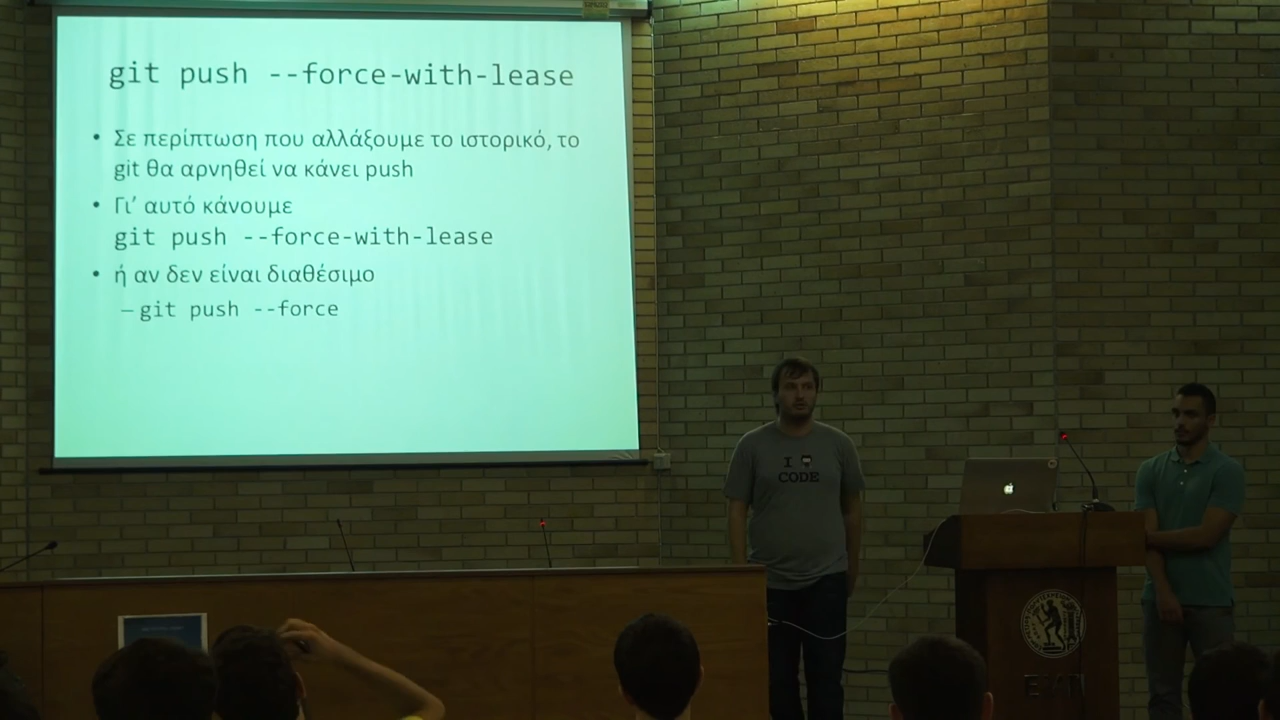 git push --force-with-lease
• Σε περίπτωση που αλλάξουμε το ιστορικό, το
git θα αρνηθεί να κάνει push
• Γι’ αυτό κάνουμε
git push --force-with-lease
• ή αν δεν είναι διαθέσιμο
– git push --force
I
CODE